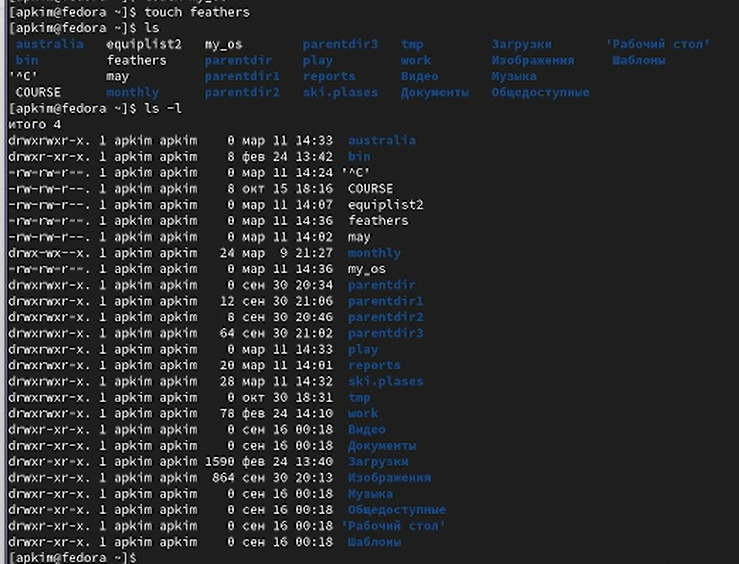 [apkim@fedora ~]$ touch feathers
[apkim@fedora ~]$ ls
australia equiplist2 my_os parentdir3 tmp Загрузки 'Рабочий стол'
bin feathers parentdir play work Изображения Шаблоны
'^C' may parentdir1 reports Видео Музыка
COURSE monthly parentdir2 ski.plases Документы Общедоступные
[apkim@fedora ~]$ ls -l
итого 4
drwxrwxr-x. 1 apkim apkim 0 мар 11 14:33 australia
drwxr-xr-x. 1 apkim apkim 8 фев 24 13:42 bin
-rw-rw-r--. 1 apkim apkim 0 мар 11 14:24 '^C'
-rw-rw-r--. 1 apkim apkim 8 окт 15 18:16 COURSE
-rw-rw-r--. 1 apkim apkim 0 мар 11 14:07 equiplist2
-rw-rw-r--. 1 apkim apkim 0 мар 11 14:36 feathers
-rw-rw-r--. 1 apkim apkim 0 мар 11 14:02 may
drwx-wx--x. 1 apkim apkim 24 мар 9 21:27 monthly
-rw-rw-r--. 1 apkim apkim 0 мар 11 14:36 my_os
drwxrwxr-x. 1 apkim apkim 0 сен 30 20:34 parentdir
drwxrwxr-x. 1 apkim apkim 12 сен 30 21:06 parentdir1
drwxrwxr-x. 1 apkim apkim 8 сен 30 20:46 parentdir2
drwxrwxr-x. 1 apkim apkim 64 сен 30 21:02 parentdir3
drwxrwxr-x. 1 apkim apkim 0 мар 11 14:33 play
drwxrwxr-x. 1 apkim apkim 20 мар 11 14:01 reports
drwxrwxr-x. 1 apkim apkim 28 мар 11 14:32 ski.plases
drwxrwxr-x. 1 apkim apkim 0 окт 30 18:31 tmp
drwxrwxr-x. 1 apkim apkim 78 фев 24 14:10 work
drwxr-xr-x. 1 apkim apkim 0 сен 16 00:18 Видео
drwxr-xr-x. 1 apkim apkim 0 сен 16 00:18 Документы
drwxr-xr-x. 1 apkim apkim 1590 фев 24 13:40 Загрузки
drwxr-xr-x. 1 apkim apkim 864 сен 30 20:13 Изображения
drwxr-xr-x. 1 apkim apkim 0 сен 16 00:18 Музыка
drwxr-xr-x. 1 apkim apkim 0 сен 16 00:18 Общедоступные
drwxr-xr-x. 1 apkim apkim 0 сен 16 00:18 'Рабочий стол'
drwxr-xr-x. 1 apkim apkim 0 сен 16 00:18 Шаблоны
[apkim@fedora ~]$